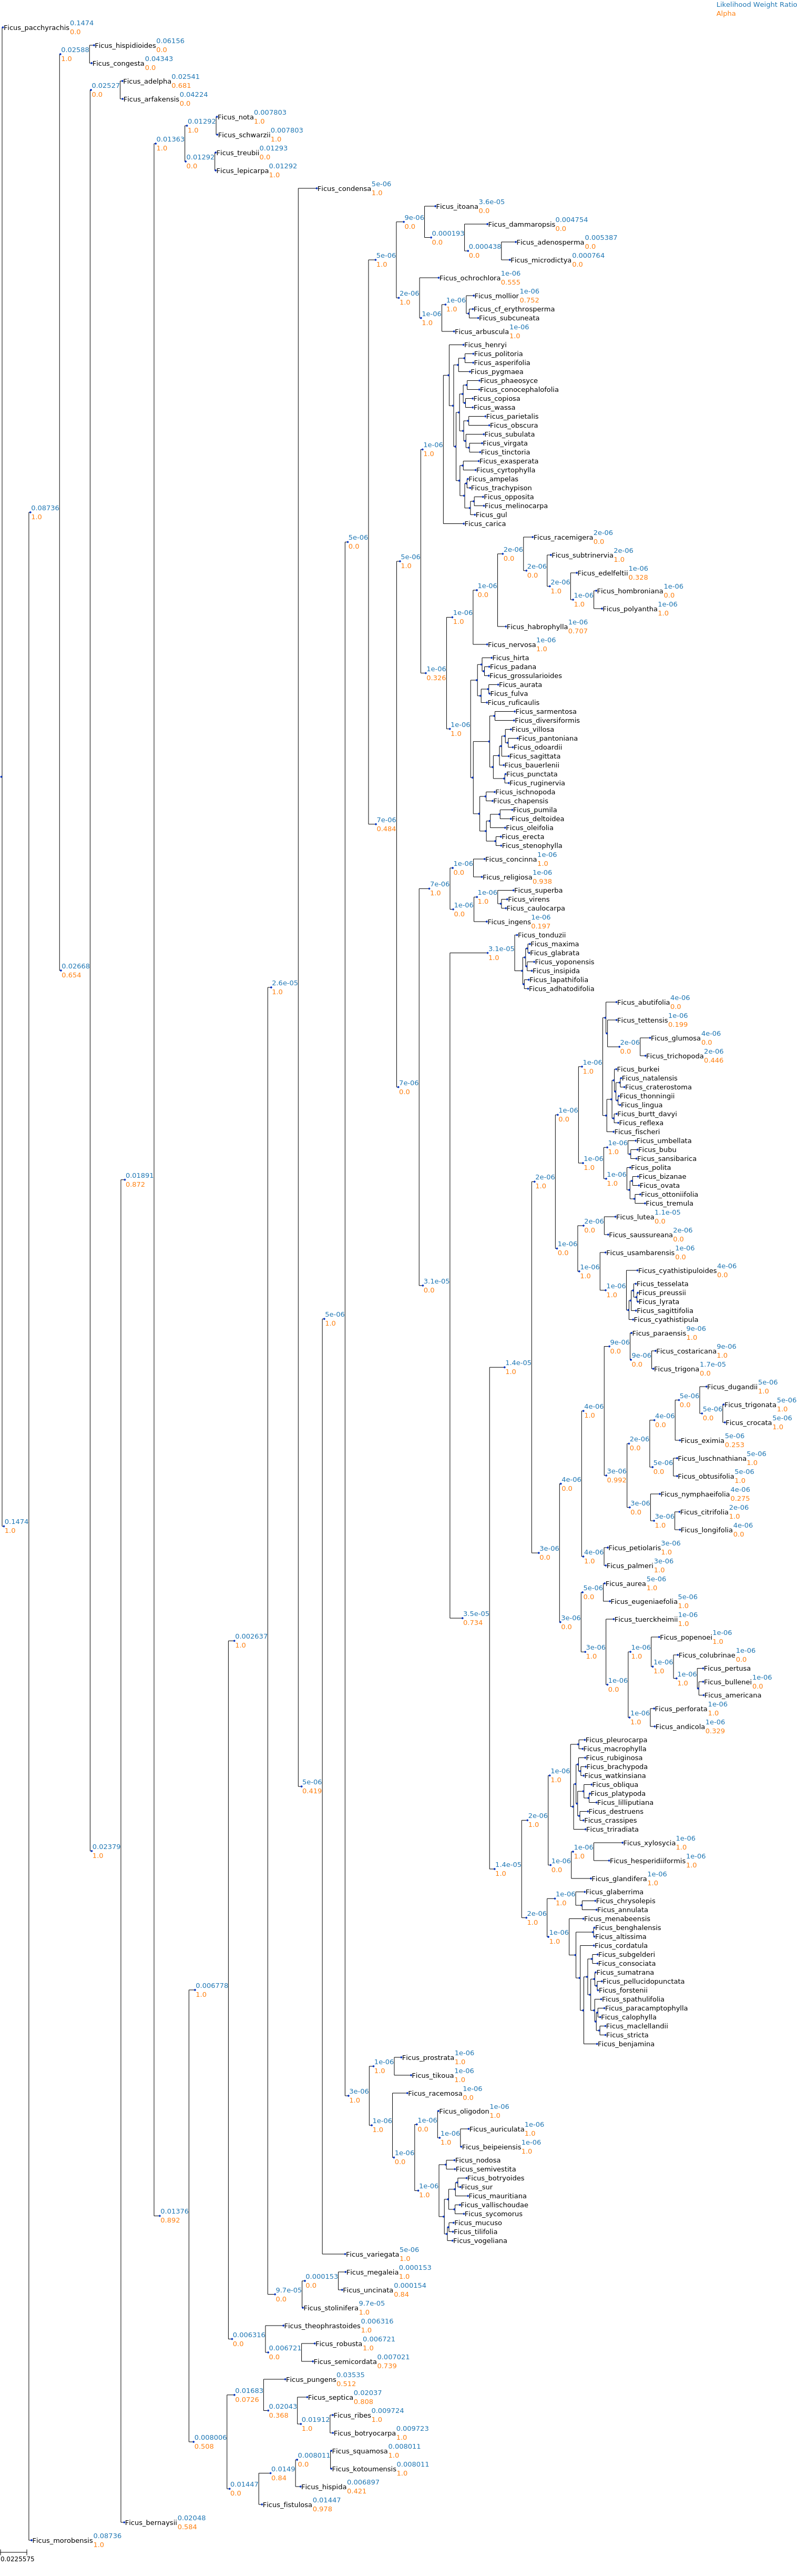 Likelihood Weight Ratio
Alpha
Ficus_pachyrachis 0.1474
0.0
0.02588
1.0
Ficus_hispidioides 0.06156
0.0
Ficus_congesta 0.04343
0.0
0.02527
0.0
Ficus_adelpha 0.02541
0.681
Ficus_arfakensis 0.04224
0.0
0.01363
1.0
0.01292
1.0
Ficus_nota 0.007803
1.0
Ficus_schwarzii 0.007803
1.0
0.01292
0.0
Ficus_treubii 0.01293
0.0
Ficus_lepicarpa 0.01292
1.0
Ficus_condensa 5e-06
1.0
9e-06
0.0
Ficus_itoana 3.6e-05
0.0
0.000193
0.0
Ficus_dammaropsis 0.004754
0.0
0.000438
0.0
Ficus_adenosperma 0.005387
0.0
Ficus_microdictya 0.000764
0.0
5e-06
1.0
2e-06
1.0
Ficus_ochrochlora 1e-06
0.555
1e-06
1.0
1e-06
1.0
Ficus_mollior 1e-06
0.752
Ficus_cf_erythrosperma
Ficus_subcuneata
Ficus_arbuscula 1e-06
1.0
Ficus_henryi
Ficus_politoria
Ficus_asperifolia
Ficus_pygmaea
Ficus_phaeosyce
Ficus_conocephalofolia
Ficus_copiosa
Ficus_wassa
Ficus_parietalis
Ficus_obscura
Ficus_subulata
Ficus_virgata
Ficus_tinctoria
1e-06
1.0
Ficus_exasperata
Ficus_cyrtophylla
Ficus_ampelas
Ficus_trachypison
Ficus_opposita
Ficus_melinocarpa
Ficus_gul
Ficus_carica
0.08736
1.0
5e-06
0.0
5e-06
1.0
2e-06
0.0
Ficus_racemigera 2e-06
0.0
2e-06
0.0
Ficus_subtrinervia 2e-06
1.0
2e-06
1.0
Ficus_edelfeltii 1e-06
0.328
1e-06
1.0
Ficus_hombroniana 1e-06
0.0
Ficus_polyantha 1e-06
1.0
1e-06
0.0
1e-06
1.0
Ficus_habrophylla 1e-06
0.707
Ficus_nervosa 1e-06
1.0
1e-06
0.326
Ficus_hirta
Ficus_padana
Ficus_grossularioides
Ficus_aurata
Ficus_fulva
Ficus_ruficaulis
Ficus_sarmentosa
Ficus_diversiformis
1e-06
1.0
Ficus_villosa
Ficus_pantoniana
Ficus_odoardii
Ficus_sagittata
Ficus_bauerlenii
Ficus_punctata
Ficus_ruginervia
Ficus_ischnopoda
Ficus_chapensis
Ficus_pumila
Ficus_deltoidea
Ficus_oleifolia
Ficus_erecta
Ficus_stenophylla
7e-06
0.484
1e-06
0.0
Ficus_concinna 1e-06
1.0
Ficus_religiosa 1e-06
0.938
7e-06
1.0
1e-06
0.0
1e-06
1.0
Ficus_superba
Ficus_virens
Ficus_caulocarpa
Ficus_ingens 1e-06
0.197
3.1e-05
1.0
Ficus_tonduzii
Ficus_maxima
Ficus_glabrata
Ficus_yoponensis
Ficus_insipida
Ficus_lapathifolia
Ficus_adhatodifolia
0.02668
0.654
2.6e-05
1.0
Ficus_abutifolia 4e-06
0.0
Ficus_tettensis 1e-06
0.199
2e-06
0.0
Ficus_glumosa 4e-06
0.0
Ficus_trichopoda 2e-06
0.446
1e-06
1.0
Ficus_burkei
Ficus_natalensis
Ficus_craterostoma
Ficus_thonningii
Ficus_lingua
Ficus_burtt_davyi
Ficus_reflexa
Ficus_fischeri
7e-06
0.0
1e-06
0.0
1e-06
1.0
1e-06
1.0
Ficus_umbellata
Ficus_bubu
Ficus_sansibarica
1e-06
1.0
Ficus_polita
Ficus_bizanae
Ficus_ovata
Ficus_ottoniifolia
Ficus_tremula
0.01891
0.872
2e-06
1.0
2e-06
0.0
Ficus_lutea 1.1e-05
0.0
Ficus_saussureana 2e-06
0.0
1e-06
0.0
1e-06
1.0
Ficus_usambarensis 1e-06
0.0
1e-06
1.0
Ficus_cyathistipuloides 4e-06
0.0
Ficus_tesselata
Ficus_preussii
Ficus_lyrata
Ficus_sagittifolia
Ficus_cyathistipula
3.1e-05
0.0
5e-06
1.0
9e-06
0.0
Ficus_paraensis 9e-06
1.0
9e-06
0.0
Ficus_costaricana 9e-06
1.0
Ficus_trigona 1.7e-05
0.0
1.4e-05
1.0
4e-06
1.0
5e-06
0.0
Ficus_dugandii 5e-06
1.0
5e-06
0.0
Ficus_trigonata 5e-06
1.0
Ficus_crocata 5e-06
1.0
4e-06
0.0
Ficus_eximia 5e-06
0.253
2e-06
0.0
5e-06
0.0
Ficus_luschnathiana 5e-06
1.0
Ficus_obtusifolia 5e-06
1.0
3e-06
0.992
4e-06
0.0
3e-06
0.0
Ficus_nymphaeifolia 4e-06
0.275
3e-06
1.0
Ficus_citrifolia 2e-06
1.0
Ficus_longifolia 4e-06
0.0
0.1474
1.0
3e-06
0.0
4e-06
1.0
Ficus_petiolaris 3e-06
1.0
Ficus_palmeri 3e-06
1.0
5e-06
0.0
Ficus_aurea 5e-06
1.0
Ficus_eugeniaefolia 5e-06
1.0
3.5e-05
0.734
3e-06
0.0
3e-06
1.0
Ficus_tuerckheimii 1e-06
1.0
1e-06
0.0
1e-06
1.0
Ficus_popenoei 1e-06
1.0
1e-06
1.0
Ficus_colubrinae 1e-06
0.0
1e-06
1.0
Ficus_pertusa
Ficus_bullenei 1e-06
0.0
Ficus_americana
1e-06
1.0
Ficus_perforata 1e-06
1.0
Ficus_andicola 1e-06
0.329
0.002637
1.0
5e-06
0.419
Ficus_pleurocarpa
Ficus_macrophylla
Ficus_rubiginosa
Ficus_brachypoda
Ficus_watkinsiana
1e-06
1.0
Ficus_obliqua
Ficus_platypoda
Ficus_lilliputiana
Ficus_destruens
Ficus_crassipes
Ficus_triradiata
2e-06
1.0
1e-06
0.0
1e-06
1.0
Ficus_xylosycia 1e-06
1.0
Ficus_hesperidiiformis 1e-06
1.0
Ficus_glandifera 1e-06
1.0
0.02379
1.0
1.4e-05
1.0
2e-06
1.0
1e-06
1.0
Ficus_glaberrima
Ficus_chrysolepis
Ficus_annulata
1e-06
1.0
Ficus_menabeensis
Ficus_benghalensis
Ficus_altissima
Ficus_cordatula
Ficus_subgelderi
Ficus_consociata
Ficus_sumatrana
Ficus_pellucidopunctata
Ficus_forstenii
Ficus_spathulifolia
Ficus_paracamptophylla
Ficus_calophylla
Ficus_maclellandii
Ficus_stricta
Ficus_benjamina
0.006778
1.0
1e-06
1.0
Ficus_prostrata 1e-06
1.0
Ficus_tikoua 1e-06
1.0
3e-06
1.0
1e-06
1.0
Ficus_racemosa 1e-06
0.0
1e-06
0.0
1e-06
0.0
Ficus_oligodon 1e-06
1.0
1e-06
1.0
Ficus_auriculata 1e-06
1.0
Ficus_beipeiensis 1e-06
1.0
1e-06
1.0
Ficus_nodosa
Ficus_semivestita
Ficus_botryoides
Ficus_sur
Ficus_mauritiana
Ficus_vallischoudae
Ficus_sycomorus
Ficus_mucuso
Ficus_tilifolia
Ficus_vogeliana
0.01376
0.892
Ficus_variegata 5e-06
1.0
9.7e-05
0.0
0.000153
0.0
Ficus_megaleia 0.000153
1.0
Ficus_uncinata 0.000154
0.84
Ficus_stolinifera 9.7e-05
1.0
0.006316
0.0
Ficus_theophrastoides 0.006316
1.0
0.006721
0.0
Ficus_robusta 0.006721
1.0
Ficus_semicordata 0.007021
0.739
0.01683
0.0726
Ficus_pungens 0.03535
0.512
0.02043
0.368
Ficus_septica 0.02037
0.808
0.01912
1.0
Ficus_ribes 0.009724
1.0
Ficus_botryocarpa 0.009723
1.0
0.008006
0.508
0.01447
0.0
0.0149
0.84
0.008011
0.0
Ficus_squamosa 0.008011
1.0
Ficus_kotoumensis 0.008011
1.0
Ficus_hispida 0.006897
0.421
Ficus_fistulosa 0.01447
0.978
Ficus_bernaysii 0.02048
0.584
Ficus_morobensis 0.08736
1.0
0.0225575